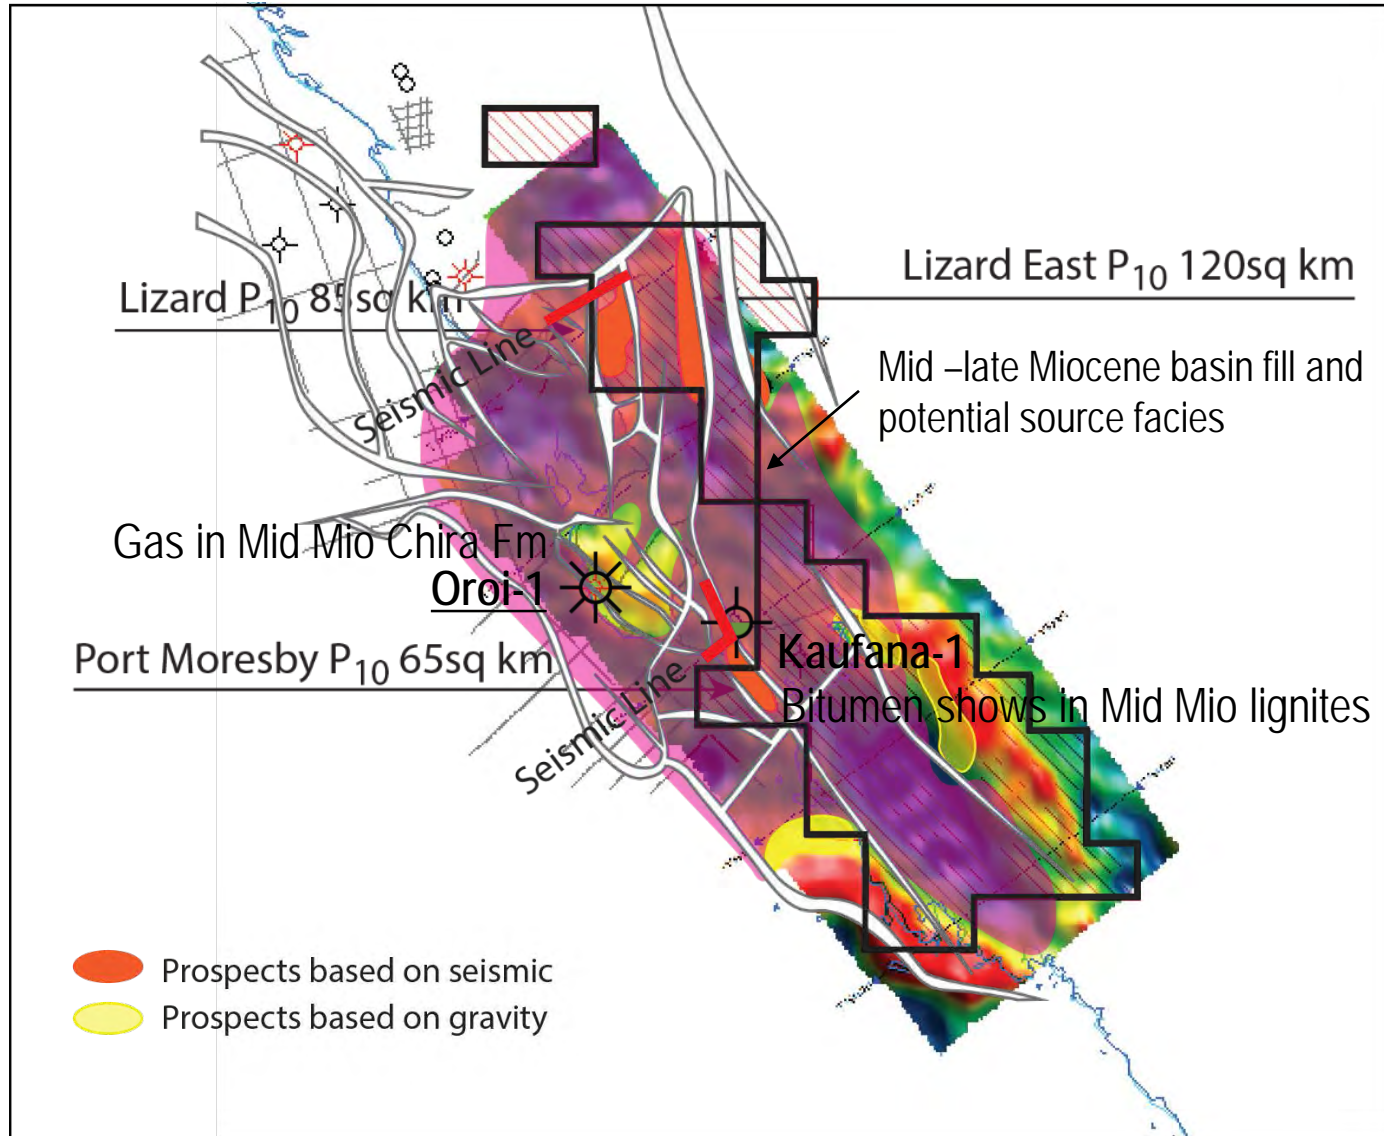 Lizard East P10 120sq km
Lizard P10 85sq km
Seismic Line
Mid –late Miocene basin fill and
potential source facies
Gas in Mid Mio Chira Fm
Oroi-1
Port Moresby P10 65sq km
Kaufana-1
Bitumen shows in Mid Mio lignites
Seismic Line
Prospects based on seismic
Prospects based on gravity